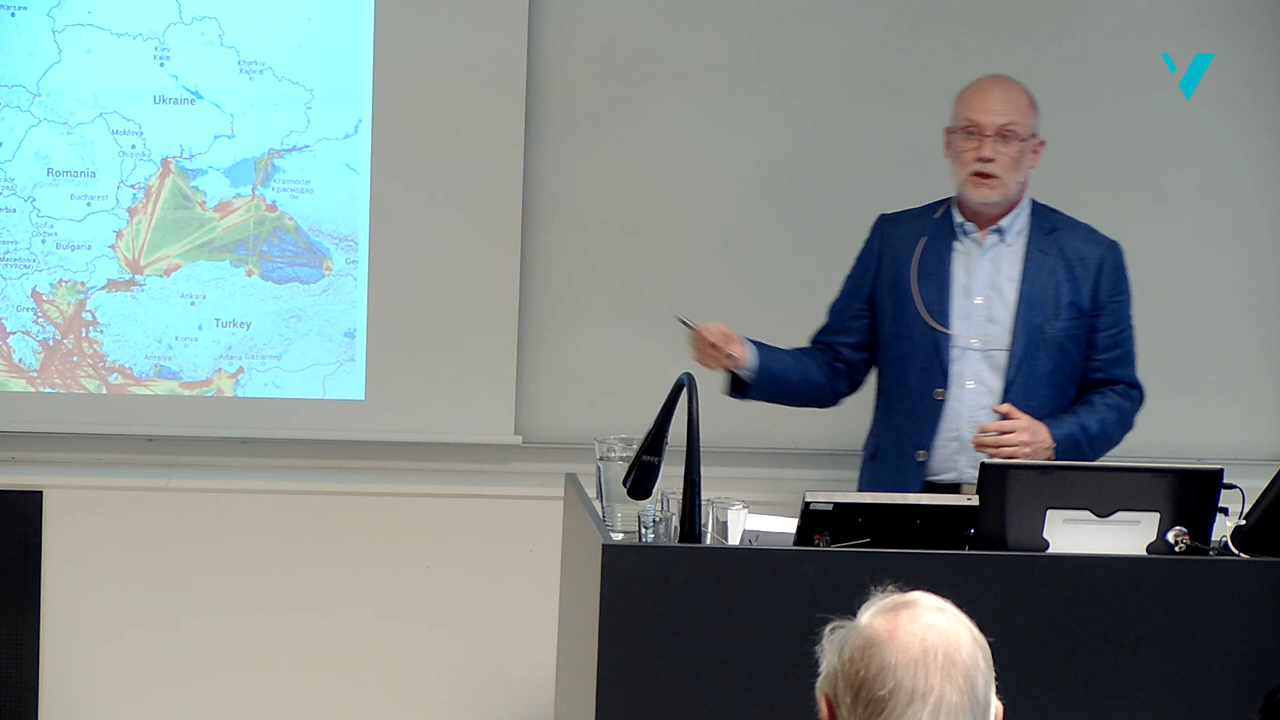 Warsaw
Kiev
Київ
Kharkiv
Харків
Ukraine
Moldova
Chisinau
Romania
Krasnodar
Краснодар
Bucharest
Sofia
София
Bulgaria
Macedonia
(FYROM)
Ankara
Turkey
Konya
Antalya
Adana Gaziantep